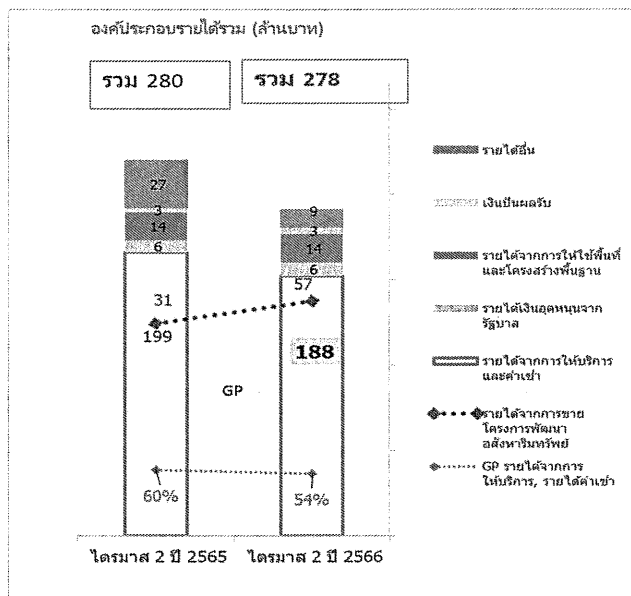 องค์ประกอบรายได้รวม (ล้านบาท)
รวม 280
รวม 278
27
3
14
6
31
199
60%
9
3
14
6
57
188
54%
GP
ไตรมาส 2 ปี 2565
ไตรมาส 2 ปี 2566
รายได้อื่น
เงินปันผลรับ
รายได้จากการให้ใช้พื้นที่
และโครงสร้างพื้นฐาน
รายได้เงินอุดหนุนจาก
รัฐบาล
รายได้จากการให้บริการ
และค่าเช่า
รายได้จากการขาย
โครงการพัฒนา
อสังหาริมทรัพย์
GP รายได้จากการ
ให้บริการ, รายได้ค่าเช่า